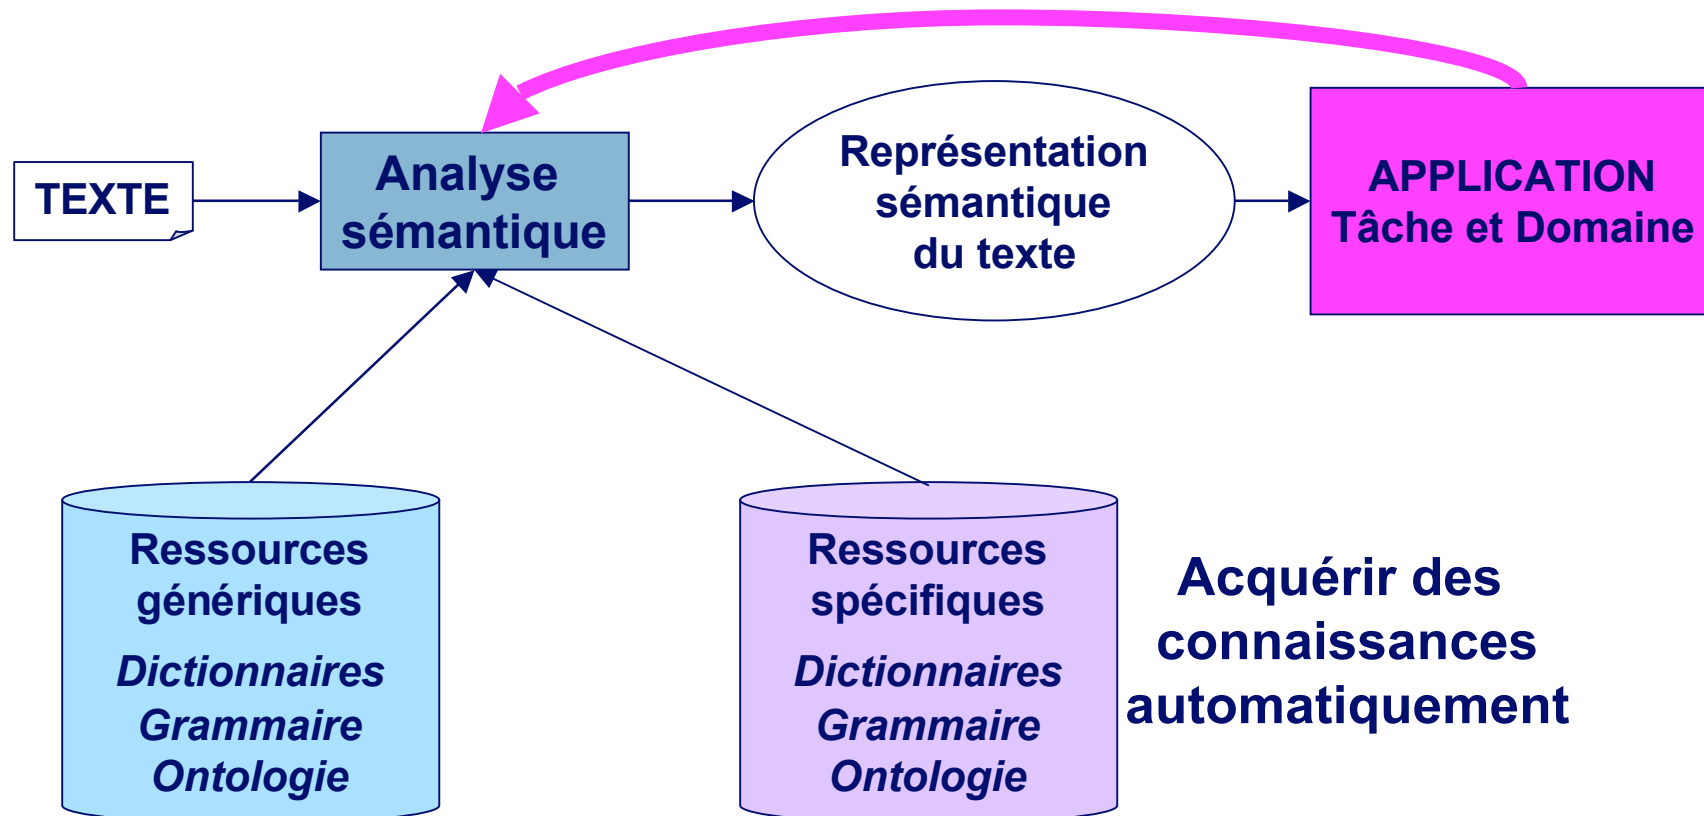 TEXTE
Analyse
sémantique
Représentation
sémantique
du texte
APPLICATION
Tâche et Domaine
Ressources
génériques
Dictionnaires
Grammaire
Ontologie
Ressources
spécifiques
Dictionnaires
Grammaire
Ontologie
Acquérir des
connaissances
automatiquement